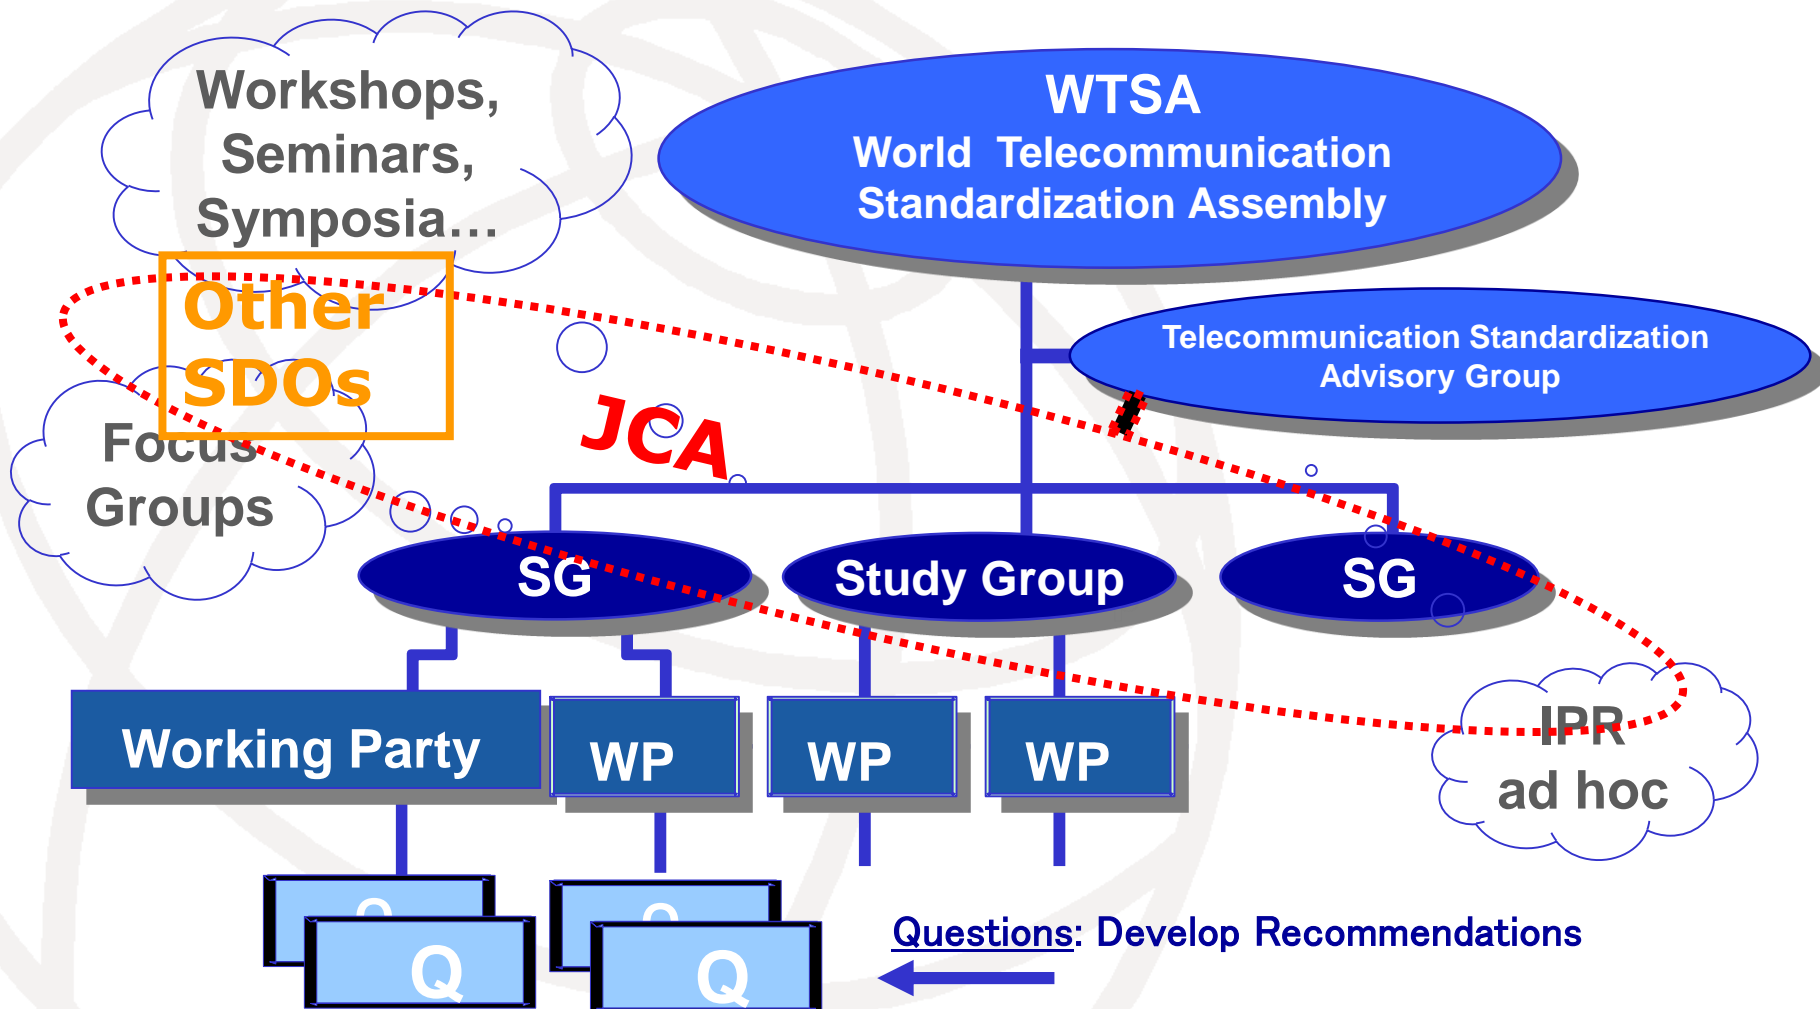 Workshops,
Seminars,
Symposia…
WTSA
World Telecommunication
Standardization Assembly
Other
SDOs
Telecommunication Standardization
Advisory Group
JCA
Focus
Groups
SG
Study Group
SG
Working Party
WP
WP
WP
IPR
ad hoc
Q
Q
Q
Q
Questions: Develop Recommendations